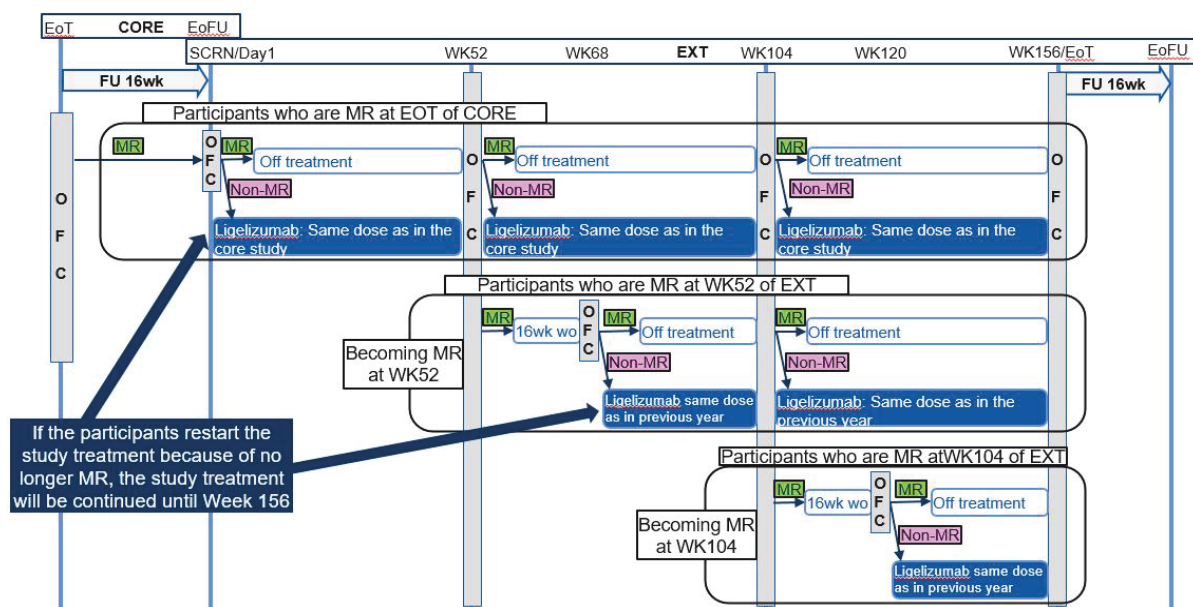 EoT CORE EoFU
SCRN/Day1 WK52 WK68 EXT WK104 WK120 WK156/EoT EoFU
FU 16wk
FU 16wk
Participants who are MR at EOT of CORE
OFC
MR
OFC
MR
Off treatment
Non-MR
Ligelizumab: Same dose as in the
core study
OFC
MR
Off treatment
Non-MR
Ligelizumab: Same dose as in the
core study
OFC
MR
Off treatment
Non-MR
Ligelizumab: Same dose as in the
core study
OFC
Participants who are MR at WK52 of EXT
Becoming MR
at WK52
MR
16wk wo
OFC
MR
Off treatment
Non-MR
Ligelizumab same dose
as in previous year
MR
Off treatment
Non-MR
Ligelizumab: Same dose as in the
previous year
If the participants restart the
study treatment because of no
longer MR, the study treatment
will be continued until Week 156
Participants who are MR atWK104 of EXT
Becoming MR
at WK104
MR
16wk wo
OFC
MR
Off treatment
Non-MR
Ligelizumab same dose as
in previous year